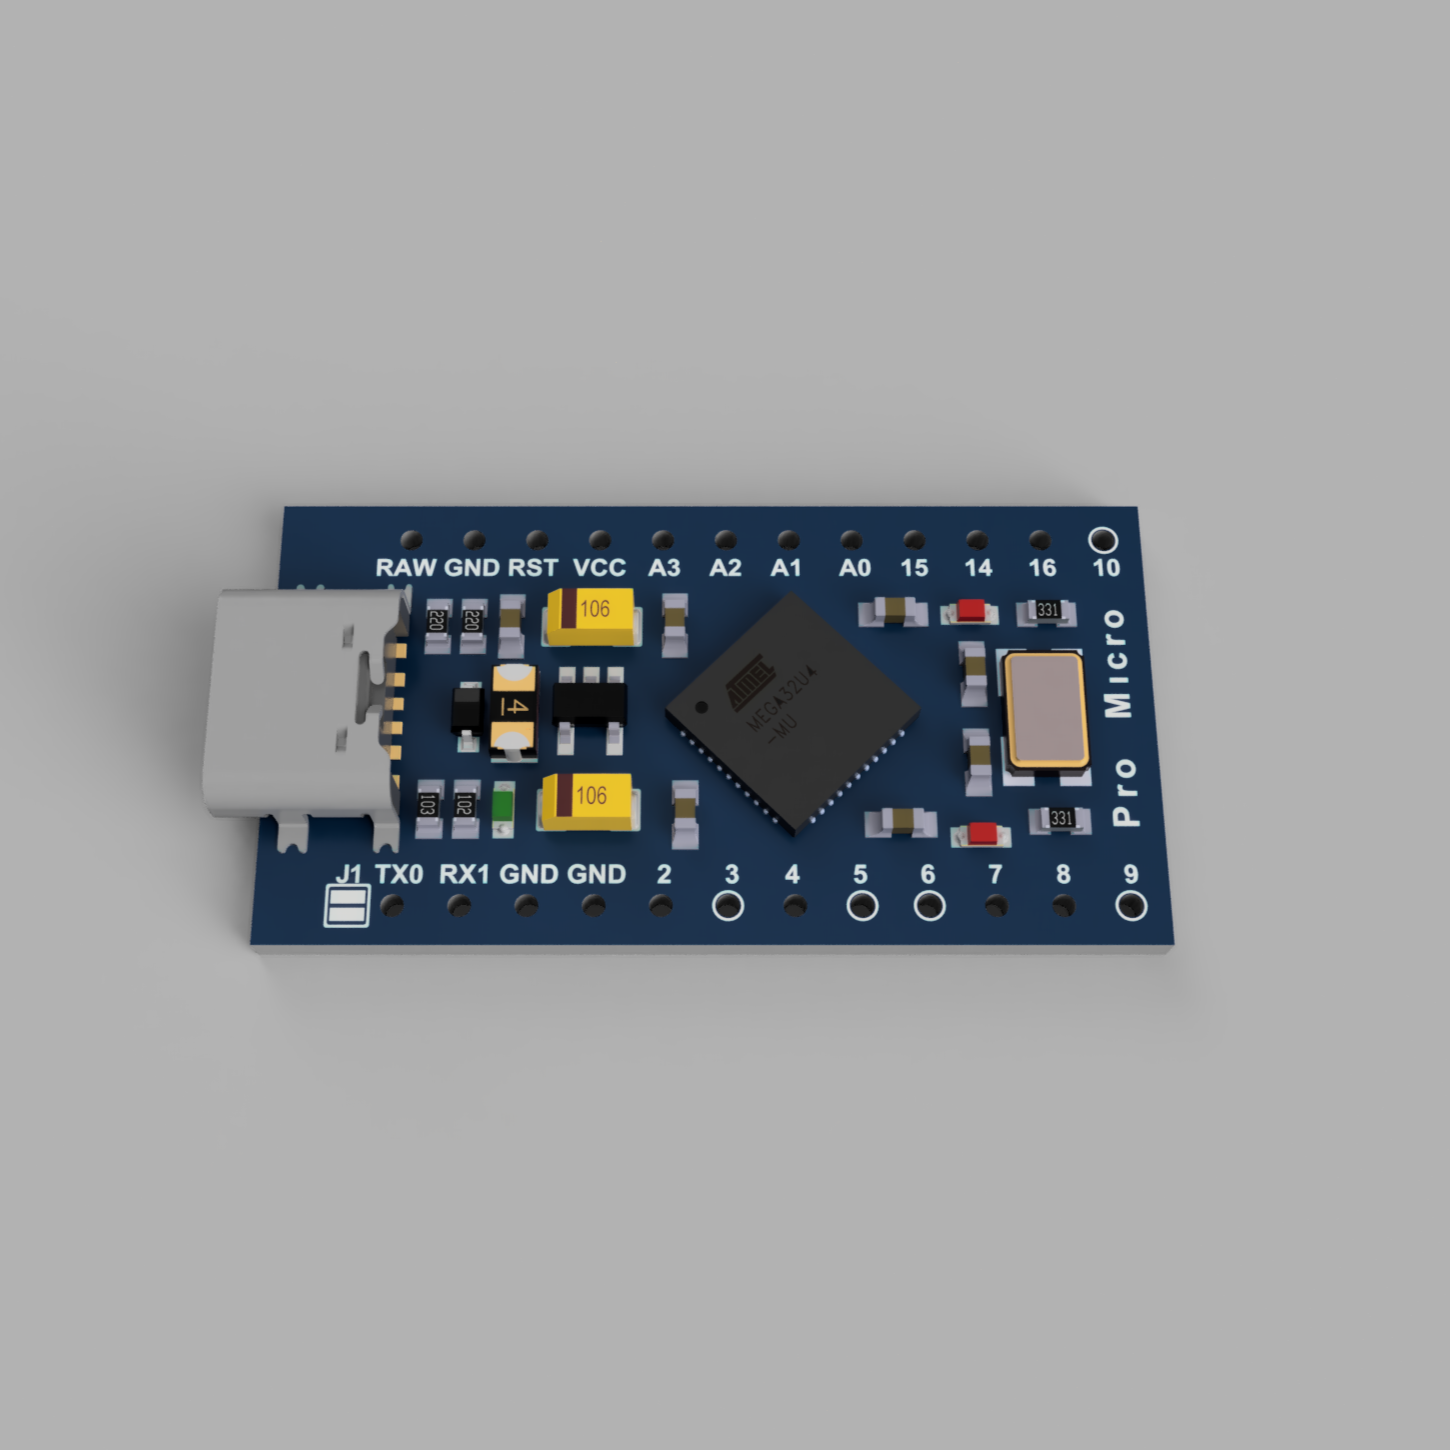 RAW GND RST VCC A3 A2 A1 A0 15 14 16 10
220 220 106 331
4
ATMEL
MEGA32U4
-MU
Pro Micro
103 102 106 331
J1 TX0 RX1 GND GND 2 3 4 5 6 7 8 9